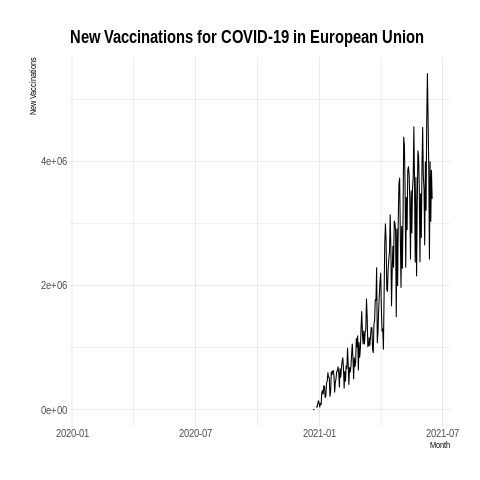 New Vaccinations for COVID-19 in European Union
New Vaccinations
4e+06
2e+06
0e+00
2020-01
2020-07
2021-01
2021-07
Month